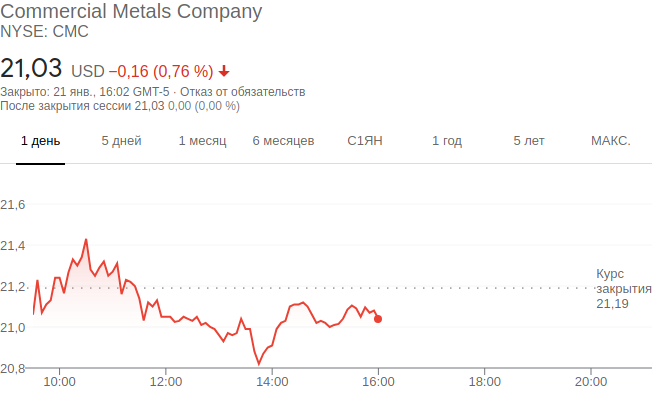 Commercial Metals Company
NYSE: CMC
21,03 USD −0,16 (0,76 %)
Закрыто: 21 янв., 16:02 GMT-5 · Отказ от обязательств
После закрытия сессии 21,03 0,00 (0,00 %)
1 день 5 дней 1 месяц 6 месяцев С1ЯН 1 год 5 лет МАКС.
21,6
21,4
21,2
21,0
20,8
Курс
закрытия
21,19
10:00 12:00 14:00 16:00 18:00 20:00